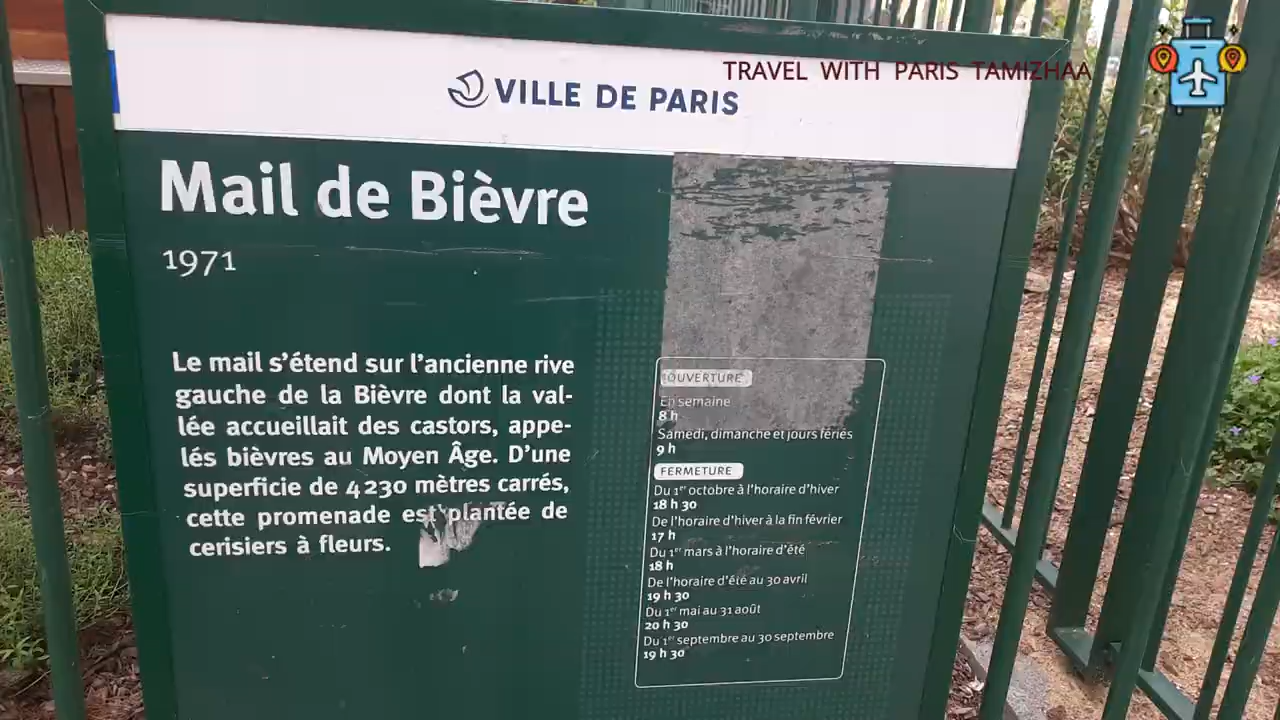 TRAVEL WITH PARIS TAMIZHAA
VILLE DE PARIS
Mail de Bièvre
1971
Le mail s'étend sur l'ancienne rive
gauche de la Bièvre dont la val-
lée accueillait des castors, appe-
lés bièvres au Moyen Âge. D'une
superficie de 4 230 mètres carrés,
cette promenade est plantée de
cerisiers à fleurs.
OUVERTURE
En semaine
8 h
Samedi, dimanche et jours fériés
9 h
FERMETURE
Du 1er octobre à l'horaire d'hiver
18 h 30
De l'horaire d'hiver à la fin février
17 h
Du 1er mars à l'horaire d'été
18 h
De l'horaire d'été au 30 avril
19 h 30
Du 1er mai au 31 août
20 h 30
Du 1er septembre au 30 septembre
19 h 30